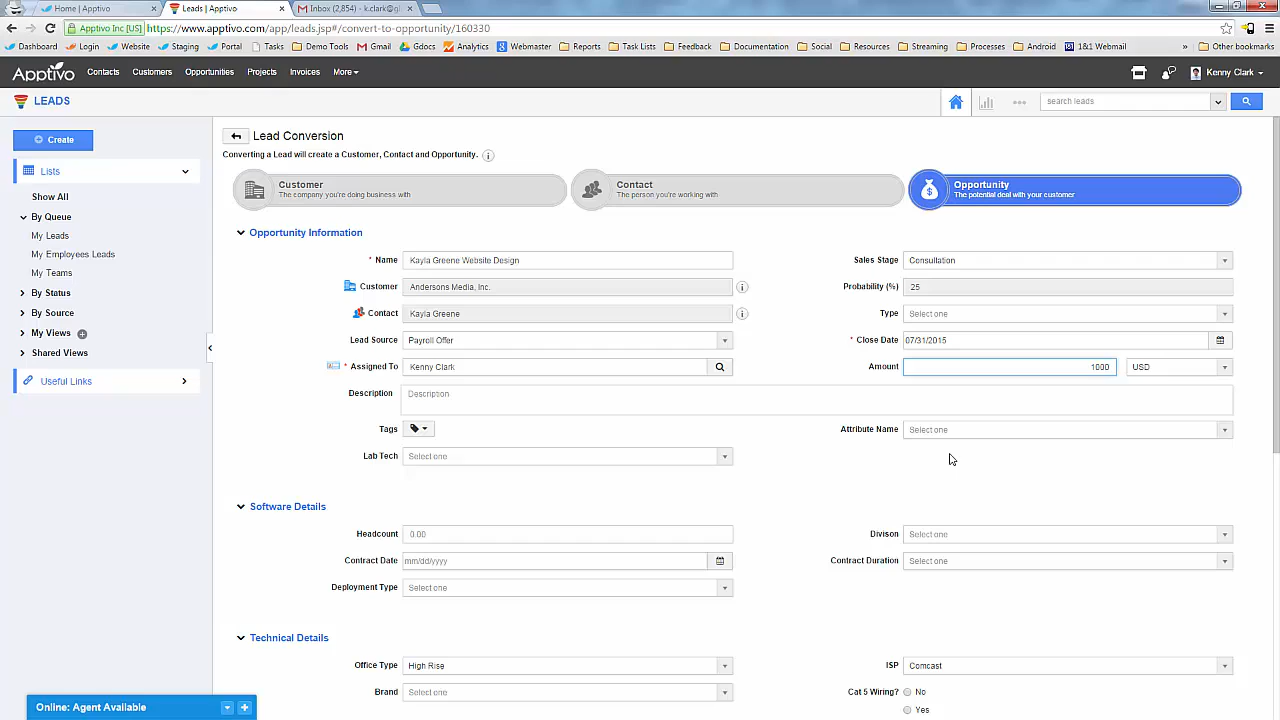 Home | Apptivo
Leads | Apptivo
Inbox (2,854) - k.clark@gl
Apptivo Inc [US]
https://www.apptivo.com/app/leads.jsp#/convert-to-opportunity/160330
Dashboard Login Website Staging Portal Tasks Demo Tools Gmail Gdocs Analytics Webmaster Reports Task Lists Feedback Documentation Social Resources Streaming Processes Android 1&1 Webmail » Other bookmarks
Apptivo Contacts Customers Opportunities Projects Invoices More Kenny Clark
LEADS
search leads
Create
Lists
Show All
By Queue
My Leads
My Employees Leads
My Teams
By Status
By Source
My Views
Shared Views
Useful Links
Lead Conversion
Converting a Lead will create a Customer, Contact and Opportunity.
Customer
The company you're doing business with
Contact
The person you're working with
Opportunity
The potential deal with your customer
Opportunity Information
* Name Kayla Greene Website Design
Sales Stage Consultation
Customer Andersons Media, Inc.
Probability (%) 25
Contact Kayla Greene
Type Select one
Lead Source Payroll Offer
* Close Date 07/31/2015
* Assigned To Kenny Clark
Amount 1000 USD
Description Description
Tags
Attribute Name Select one
Lab Tech Select one
Software Details
Headcount 0.00
Divison Select one
Contract Date mm/dd/yyyy
Contract Duration Select one
Deployment Type Select one
Technical Details
Office Type High Rise
ISP Comcast
Brand Select one
Cat 5 Wiring? No
Yes
Online: Agent Available